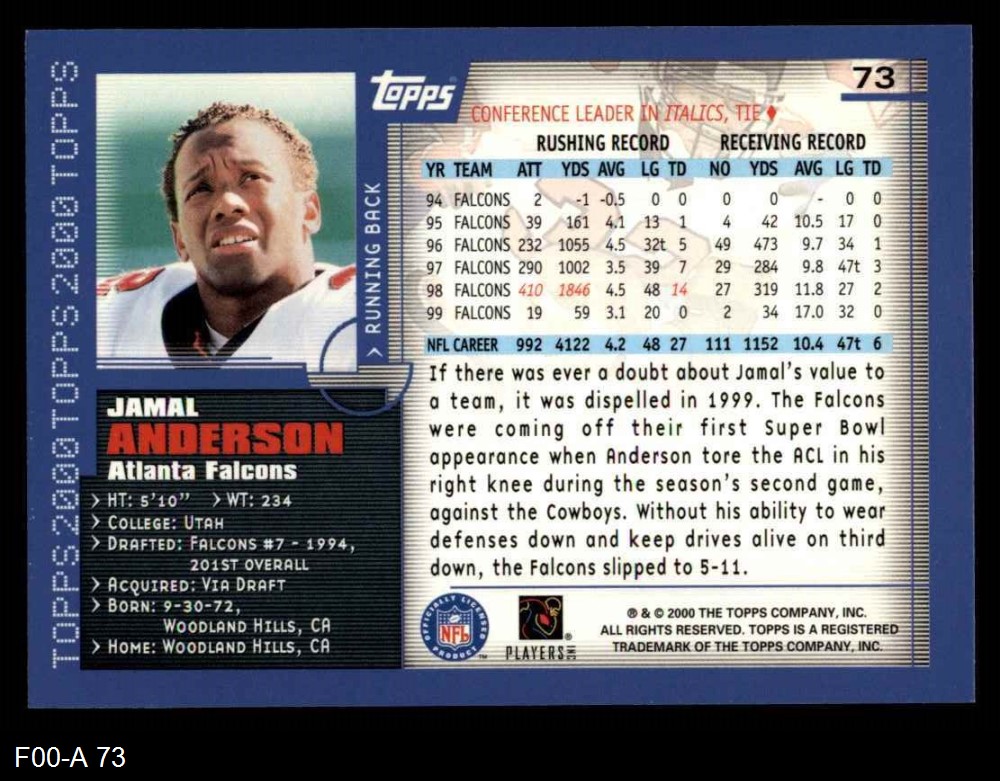 TOPPS 2000 TOPPS 2000 TOPPS 2000 TOPPS
TOPPS
73
CONFERENCE LEADER IN ITALICS, TIE♦
RUSHING RECORD RECEIVING RECORD
YR TEAM ATT YDS AVG LG TD NO YDS AVG LG TD
94 FALCONS 2 -1 -0.5 0 0 0 0 - 0 0
95 FALCONS 39 161 4.1 13 1 4 42 10.5 17 0
96 FALCONS 232 1055 4.5 32t 5 49 473 9.7 34 1
97 FALCONS 290 1002 3.5 39 7 29 284 9.8 47t 3
98 FALCONS 410 1846 4.5 48 14 27 319 11.8 27 2
99 FALCONS 19 59 3.1 20 0 2 34 17.0 32 0
NFL CAREER 992 4122 4.2 48 27 111 1152 10.4 47t 6
> RUNNING BACK
JAMAL
ANDERSON
Atlanta Falcons
> HT: 5'10" > WT: 234
> COLLEGE: UTAH
> DRAFTED: FALCONS #7 - 1994,
201ST OVERALL
> ACQUIRED: VIA DRAFT
> BORN: 9-30-72,
WOODLAND HILLS, CA
> HOME: WOODLAND HILLS, CA
If there was ever a doubt about Jamal's value to
a team, it was dispelled in 1999. The Falcons
were coming off their first Super Bowl
appearance when Anderson tore the ACL in his
right knee during the season's second game,
against the Cowboys. Without his ability to wear
defenses down and keep drives alive on third
down, the Falcons slipped to 5-11.
OFFICIALLY LICENSED
NFL
PRODUCT
™
PLAYERS INC
®
® & © 2000 THE TOPPS COMPANY, INC.
ALL RIGHTS RESERVED. TOPPS IS A REGISTERED
TRADEMARK OF THE TOPPS COMPANY, INC.
F00-A 73